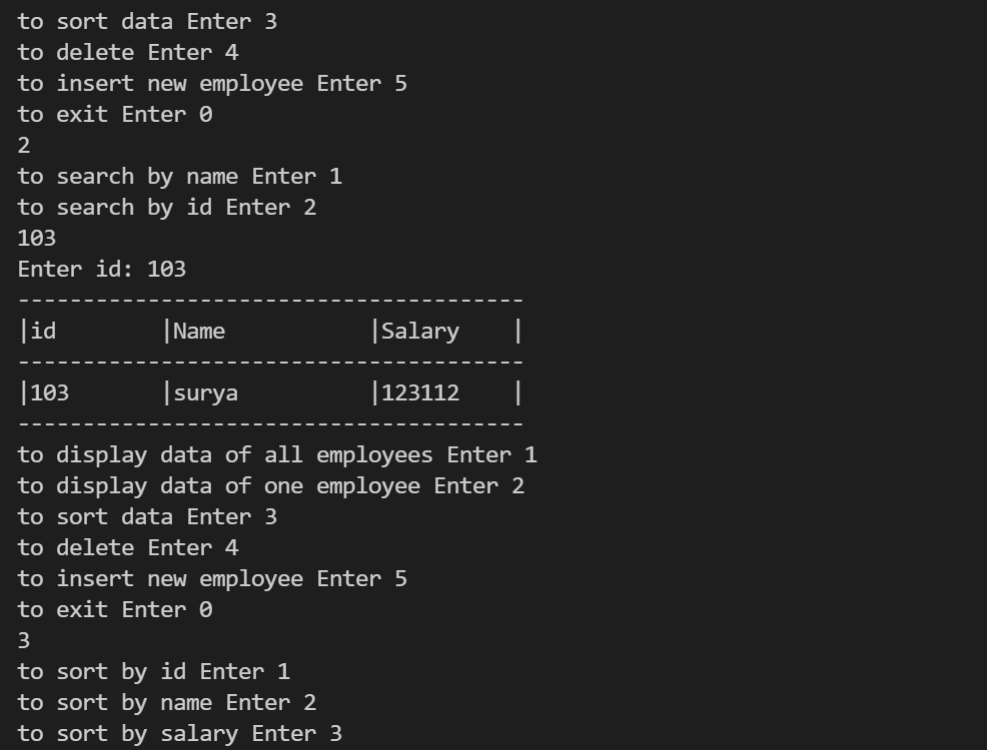 to sort data Enter 3
to delete Enter 4
to insert new employee Enter 5
to exit Enter 0
2
to search by name Enter 1
to search by id Enter 2
103
Enter id: 103
---------------------------------------
|id        |Name           |Salary    |
---------------------------------------
|103       |surya          |123112    |
---------------------------------------
to display data of all employees Enter 1
to display data of one employee Enter 2
to sort data Enter 3
to delete Enter 4
to insert new employee Enter 5
to exit Enter 0
3
to sort by id Enter 1
to sort by name Enter 2
to sort by salary Enter 3